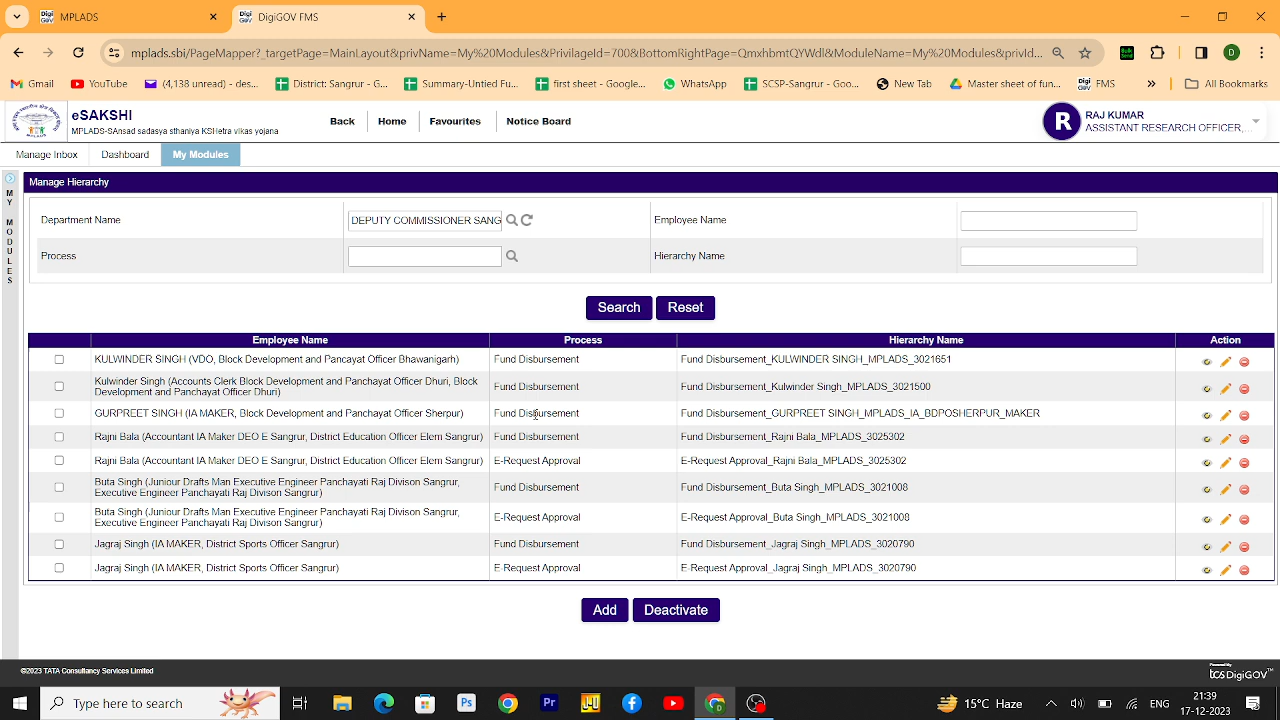 MPLADS
DigiGOV FMS
mplads.sbi/PageMapper?_targetPage=MainLayout&privName=My%20Modules&PrivilageId=700&BottomRightPage=QmxhbmtQYWdl&ModuleName=My%20Modules&privId...
Gmail YouTube (4,138 unread) - des... District: Sangrur - G... Summary-Untied Fu... first sheet - Google... WhatsApp SCSP-Sangrur - Goo... New Tab Master sheet of fun... FMS All Bookmarks
eSAKSHI
MPLADS-SAnsad sadasya sthaniya KSHetra vikas yojana
Back Home Favourites Notice Board
R RAJ KUMAR
ASSISTANT RESEARCH OFFICER,...
Manage Inbox Dashboard My Modules
MY MODULES
Manage Hierarchy
Department Name DEPUTY COMMISSIONER SANG Employee Name
Process Hierarchy Name
Search Reset
Employee Name Process Hierarchy Name Action
KULWINDER SINGH (VDO, Block Development and Pancayat Officer Bhawanigarh) Fund Disbursement Fund Disbursement_KULWINDER SINGH_MPLADS_3021651
Kulwinder Singh (Accounts Clerk Block Development and Panchayat Officer Dhuri, Block
Development and Panchayat Officer Dhuri) Fund Disbursement Fund Disbursement_Kulwinder Singh_MPLADS_3021500
GURPREET SINGH (IA MAKER, Block Development and Panchayat Officer Sherpur) Fund Disbursement Fund Disbursement_GURPREET SINGH_MPLADS_IA_BDPOSHERPUR_MAKER
Rajni Bala (Accountant IA Maker DEO E Sangrur, District Education Officer Elem Sangrur) Fund Disbursement Fund Disbursement_Rajni Bala_MPLADS_3025302
Rajni Bala (Accountant IA Maker DEO E Sangrur, District Education Officer Elem Sangrur) E-Request Approval E-Request Approval_Rajni Bala_MPLADS_3025302
Buta Singh (Juniour Drafts Man Executive Engineer Panchayati Raj Divison Sangrur,
Executive Engineer Panchayati Raj Divison Sangrur) Fund Disbursement Fund Disbursement_Buta Singh_MPLADS_3021008
Buta Singh (Juniour Drafts Man Executive Engineer Panchayati Raj Divison Sangrur,
Executive Engineer Panchayati Raj Divison Sangrur) E-Request Approval E-Request Approval_Buta Singh_MPLADS_3021008
Jagraj Singh (IA MAKER, District Sports Officer Sangrur) Fund Disbursement Fund Disbursement_Jagraj Singh_MPLADS_3020790
Jagraj Singh (IA MAKER, District Sports Officer Sangrur) E-Request Approval E-Request Approval_Jagraj Singh_MPLADS_3020790
Add Deactivate
©2023 TATA Consultancy Services Limited
Powered By
tcs DigiGOV™
Type here to search
15°C Haze ENG
21:39
17-12-2023